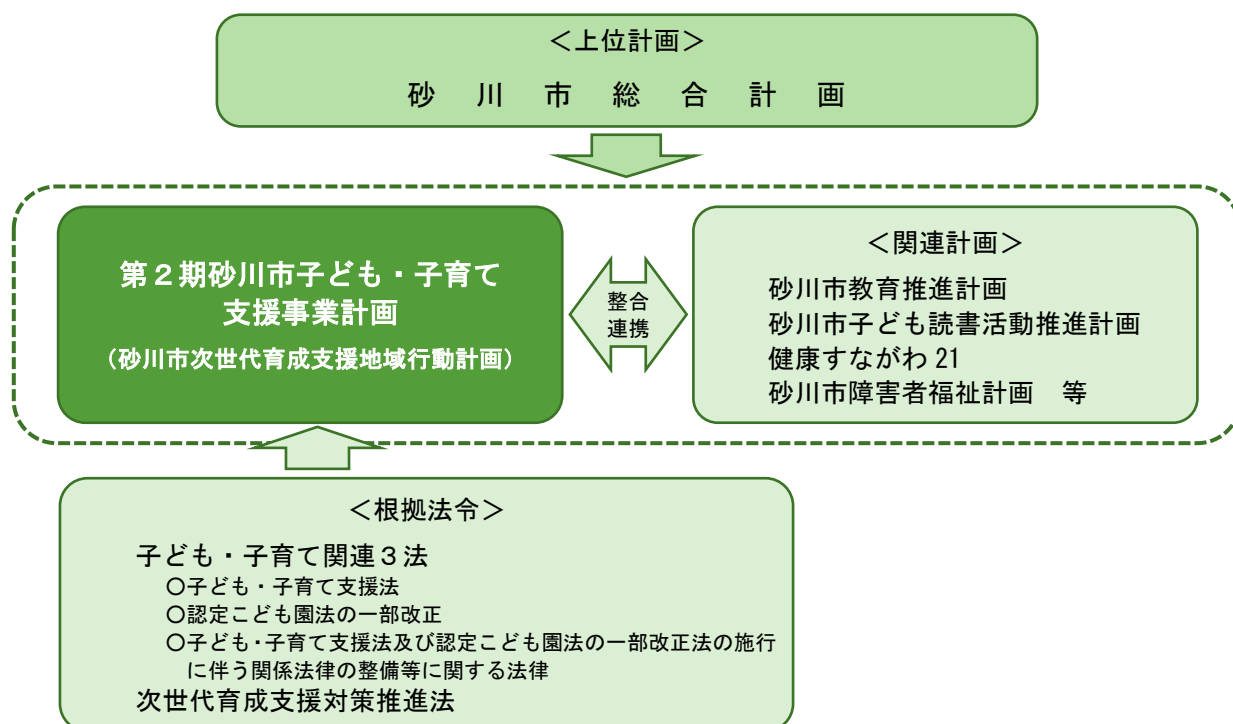 ＜上位計画＞
砂　川　市　総　合　計　画
第２期砂川市子ども・子育て
支援事業計画
（砂川市次世代育成支援地域行動計画）
整合
連携
＜関連計画＞
砂川市教育推進計画
砂川市子ども読書活動推進計画
健康すながわ 21
砂川市障害者福祉計画　等
＜根拠法令＞
子ども・子育て関連３法
○子ども・子育て支援法
○認定こども園法の一部改正
○子ども・子育て支援法及び認定こども園法の一部改正法の施行
に伴う関係法律の整備等に関する法律
次世代育成支援対策推進法